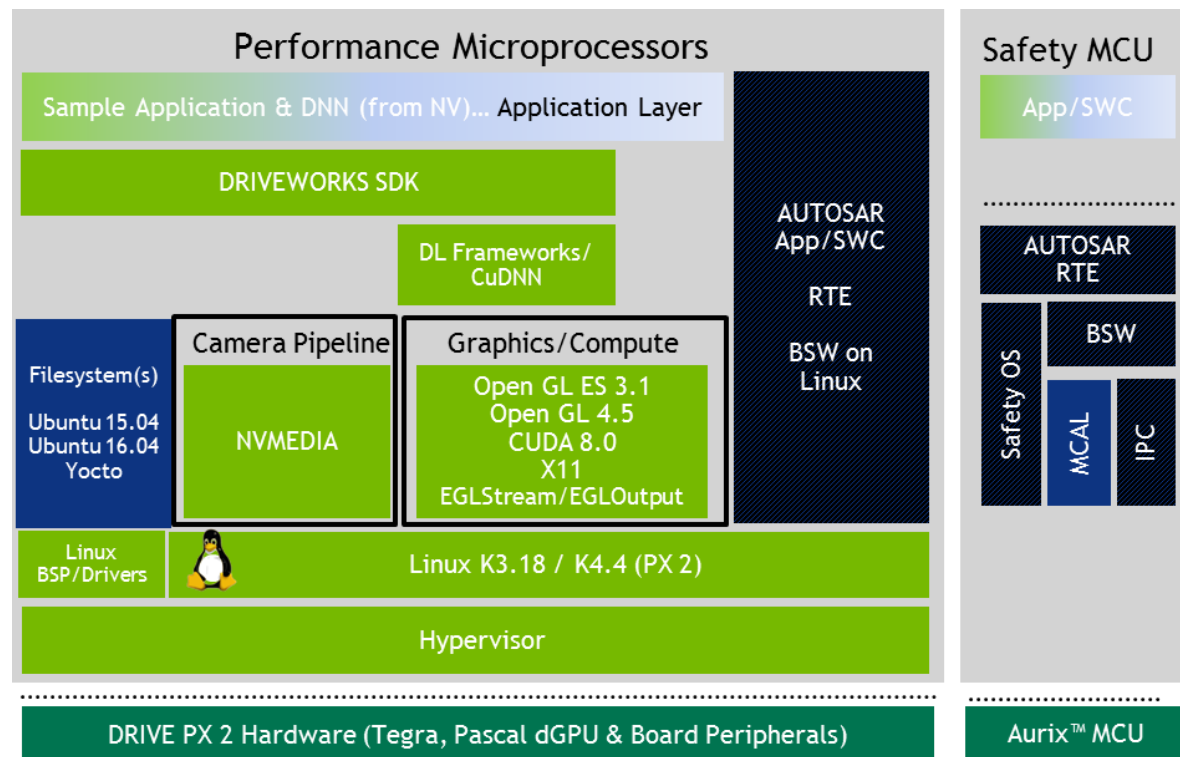 Performance Microprocessors
Sample Application & DNN (from NV)… Application Layer
DRIVEWORKS SDK
DL Frameworks/
CuDNN
AUTOSAR
App/SWC
RTE
BSW on
Linux
Filesystem(s)
Ubuntu 15.04
Ubuntu 16.04
Yocto
Camera Pipeline
NVMEDIA
Graphics/Compute
Open GL ES 3.1
Open GL 4.5
CUDA 8.0
X11
EGLStream/EGLOutput
Linux
BSP/Drivers
Linux K3.18 / K4.4 (PX 2)
Hypervisor
DRIVE PX 2 Hardware (Tegra, Pascal dGPU & Board Peripherals)
Safety MCU
App/SWC
AUTOSAR
RTE
Safety OS
BSW
MCAL
IPC
Aurix™ MCU